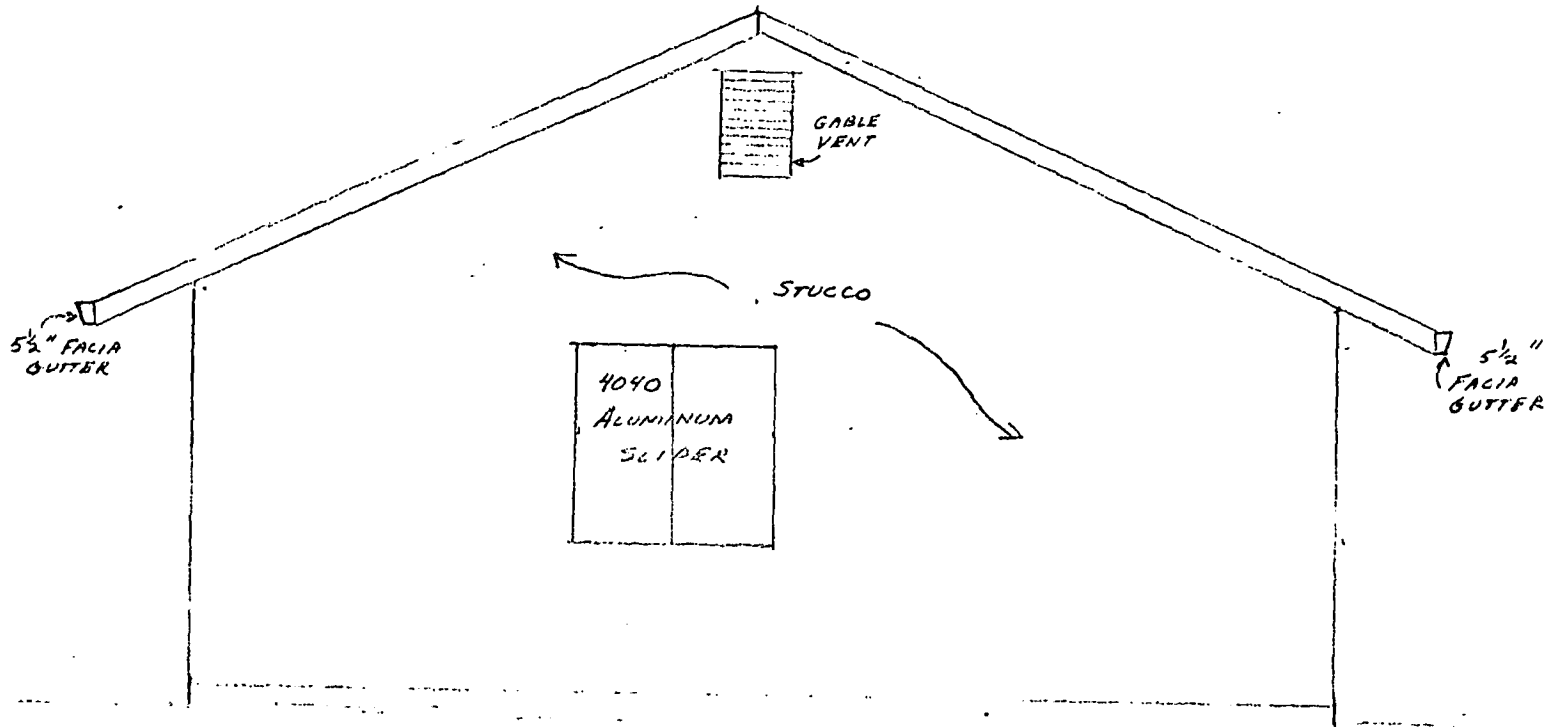 GABLE
VENT
STUCCO
5½" FACIA
GUTTER
5½"
FACIA
GUTTER
4040
ALUMINUM
SLIDER